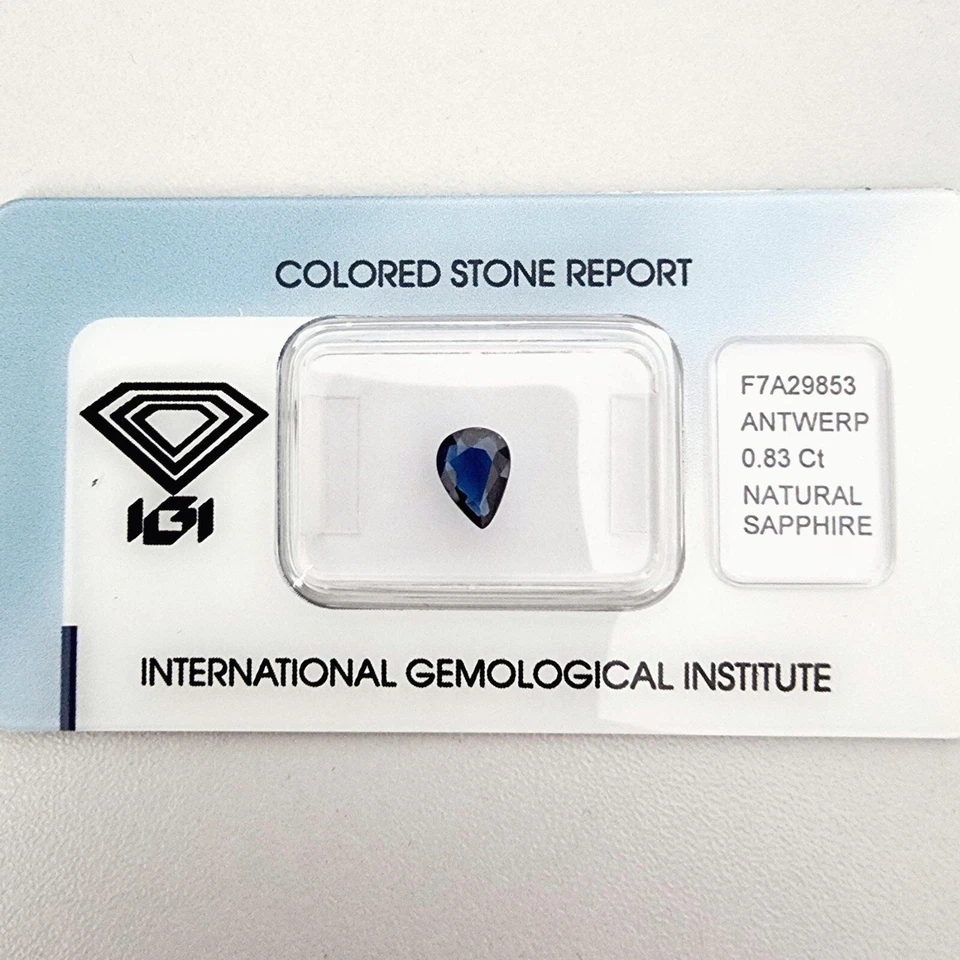 COLORED STONE REPORT
F7A29853
ANTWERP
0.83 Ct
NATURAL
SAPPHIRE
IGI
INTERNATIONAL GEMOLOGICAL INSTITUTE